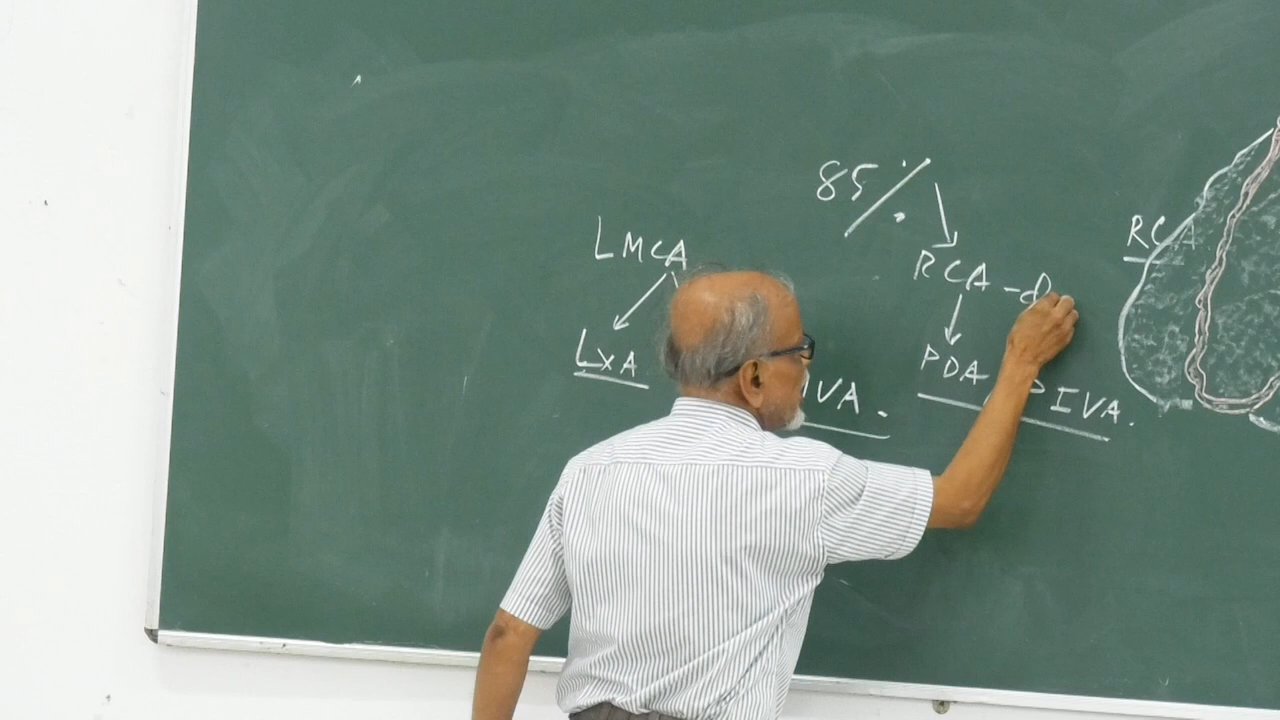 85 %
LMCA
RCA
RCA - d
LXA
IVA.
PDA PIVA.